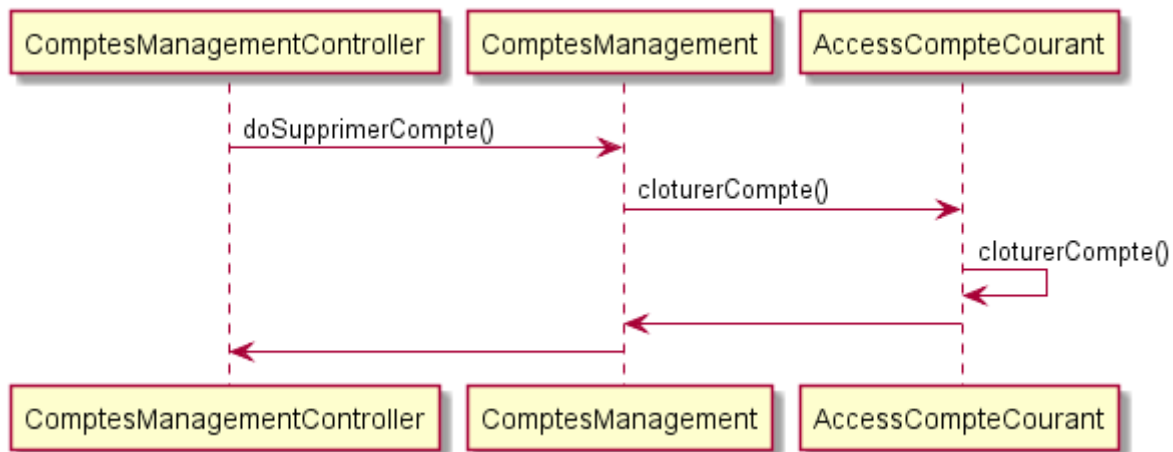 ComptesManagementController
ComptesManagement
AccessCompteCourant
doSupprimerCompte()
cloturerCompte()
cloturerCompte()
ComptesManagementController
ComptesManagement
AccessCompteCourant